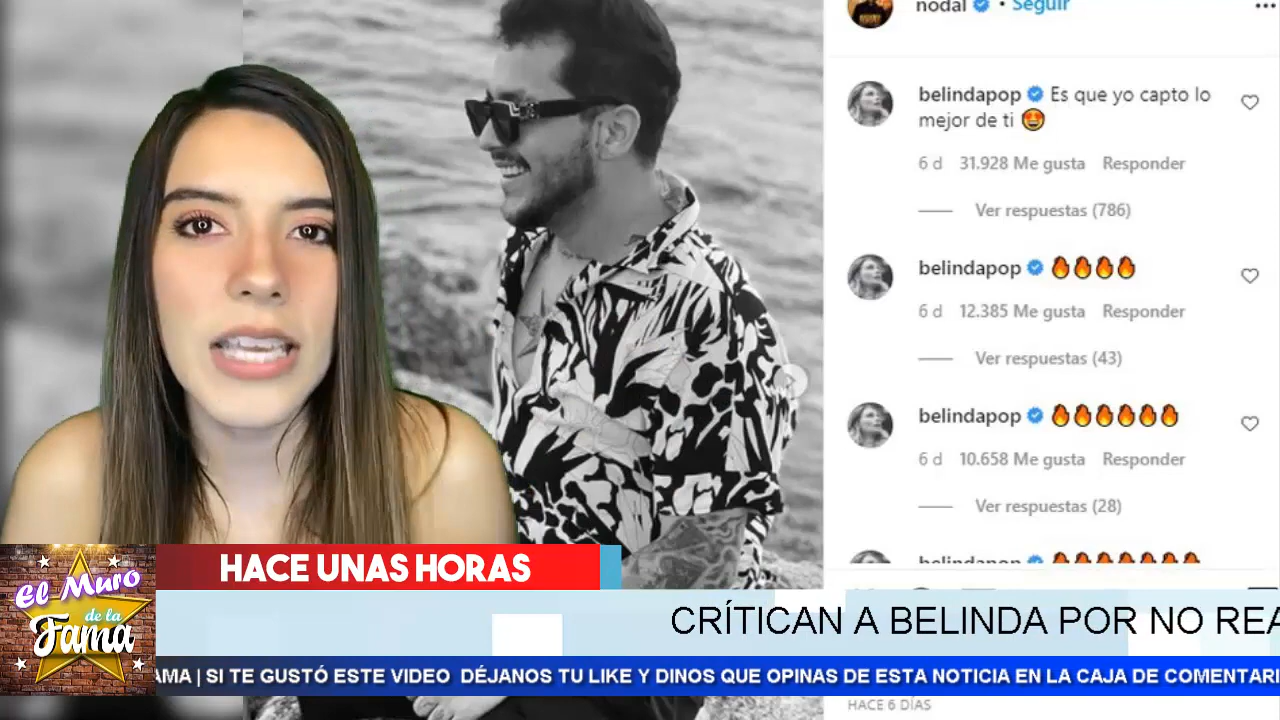 nodal • Seguir
belindapop Es que yo capto lo
mejor de ti
6 d 31.928 Me gusta Responder
Ver respuestas (786)
belindapop
6 d 12.385 Me gusta Responder
Ver respuestas (43)
belindapop
6 d 10.658 Me gusta Responder
Ver respuestas (28)
belindapop
HACE UNAS HORAS
El Muro
de la
Fama
CRÍTICAN A BELINDA POR NO REA
AMA | SI TE GUSTÓ ESTE VIDEO DÉJANOS TU LIKE Y DINOS QUE OPINAS DE ESTA NOTICIA EN LA CAJA DE COMENTARI
HACE 6 DÍAS